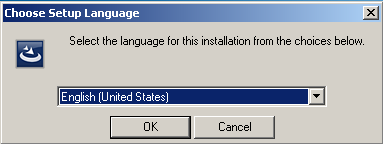 Choose Setup Language
Select the language for this installation from the choices below.
English (United States)
OK
Cancel